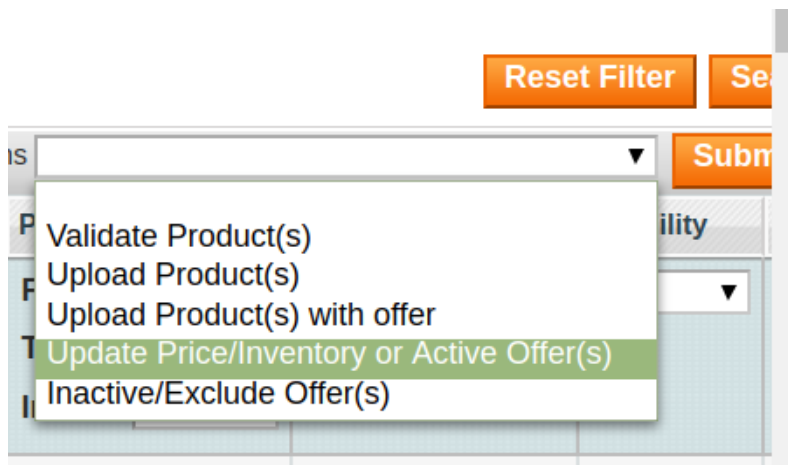 Reset Filter
Validate Product(s)
ility
Upload Product(s)
Upload Product(s) with offer
Update Price/Inventory or Active Offer(s)
Inactive/Exclude Offer(s)